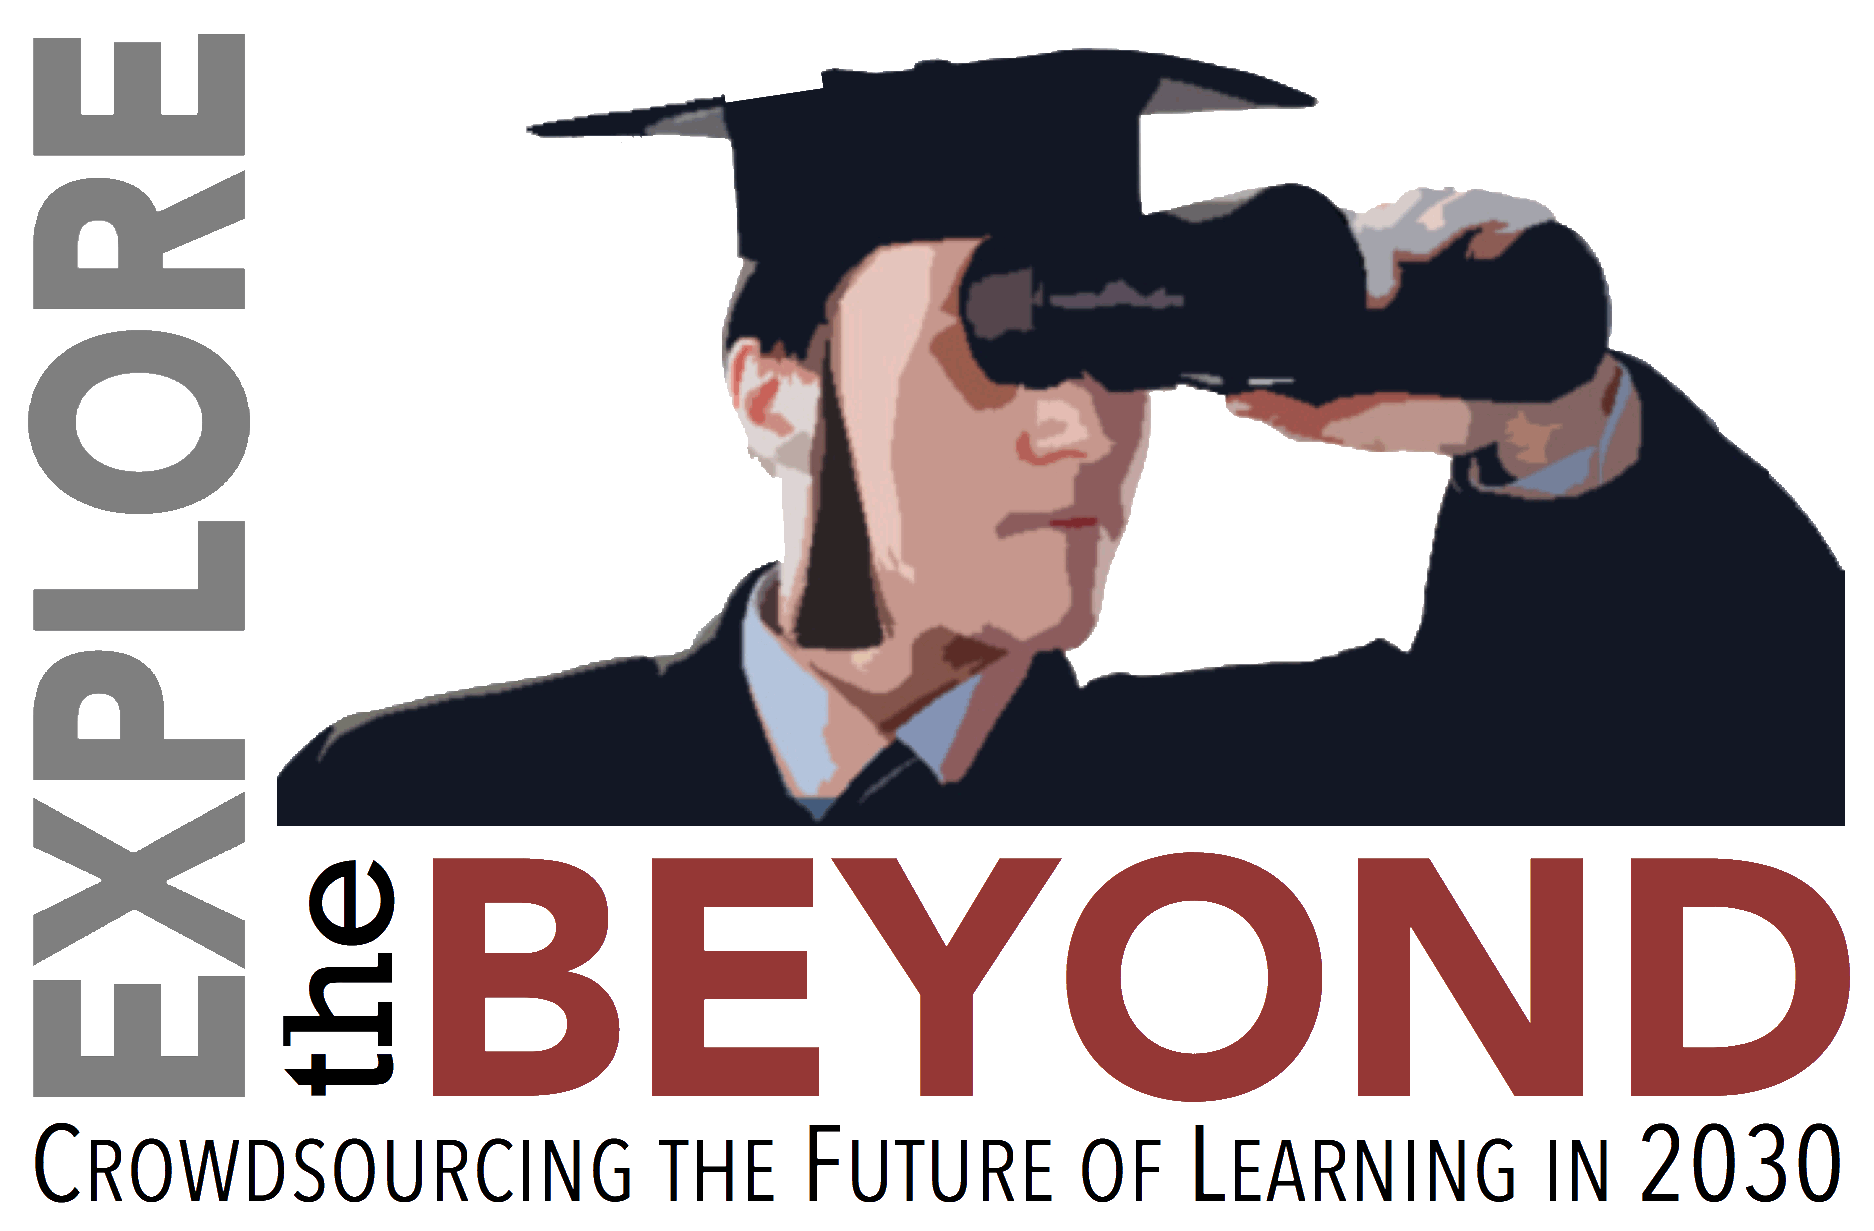 EXPLORE
the
BEYOND
CROWDSOURCING THE FUTURE OF LEARNING IN 2030